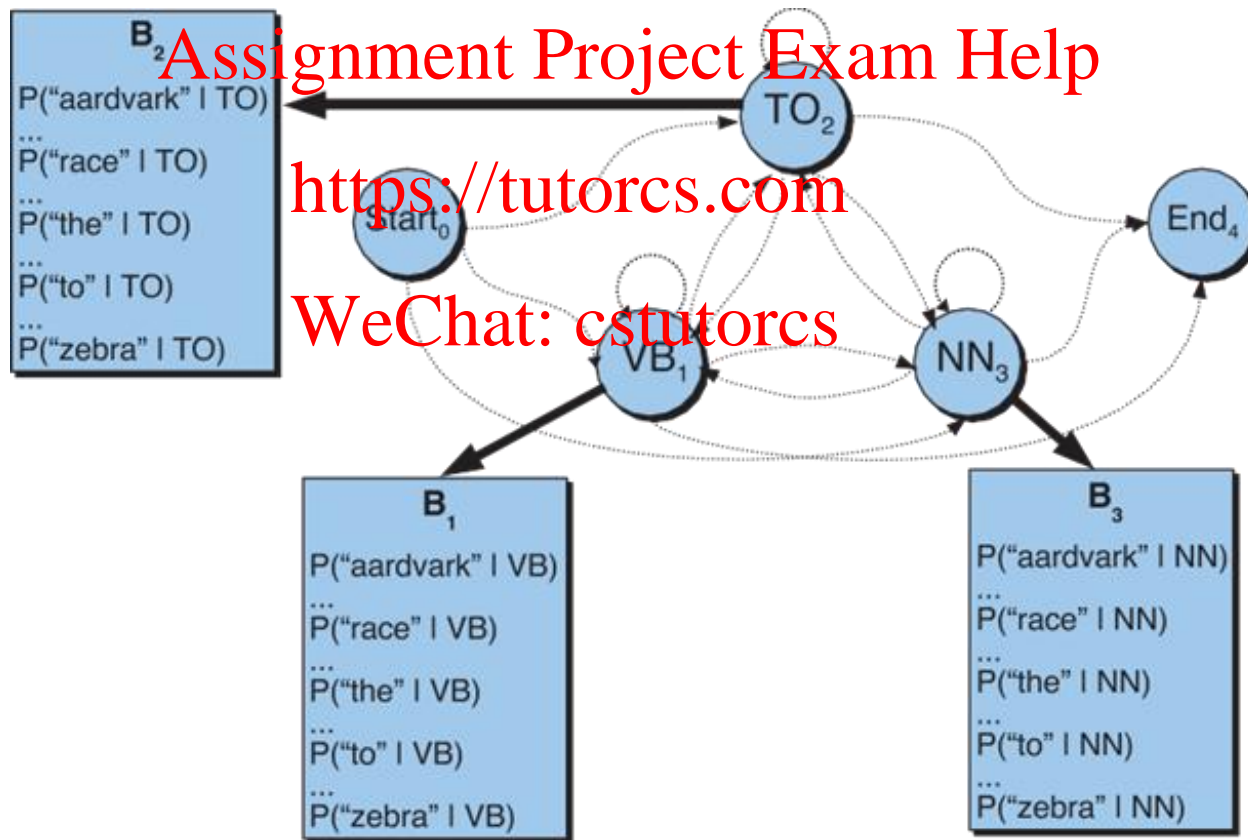 B₂
P("aardvark" | TO)
...
P("race" | TO)
...
P("the" | TO)
...
P("to" | TO)
...
P("zebra" | TO)
Assignment Project Exam Help
https://tutorcs.com
WeChat: cstutorcs
TO₂
Start₀
End₄
VB₁
NN₃
B₁
P("aardvark" | VB)
...
P("race" | VB)
...
P("the" | VB)
...
P("to" | VB)
...
P("zebra" | VB)
B₃
P("aardvark" | NN)
...
P("race" | NN)
...
P("the" | NN)
...
P("to" | NN)
...
P("zebra" | NN)